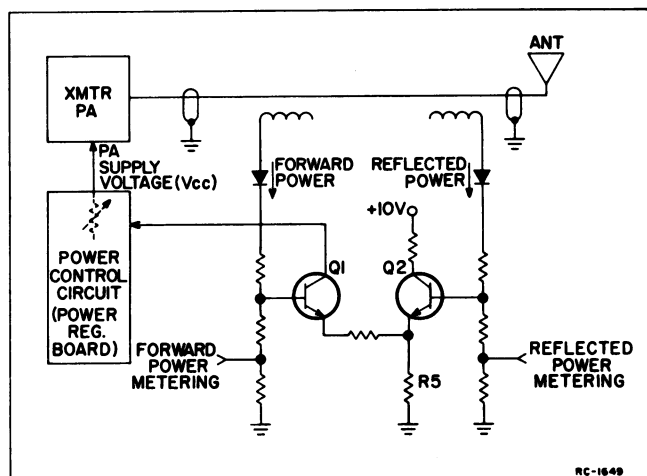 ANT
XMTR
PA
PA
SUPPLY
VOLTAGE (Vcc)
FORWARD
POWER
REFLECTED
POWER
+10V
POWER
CONTROL
CIRCUIT
(POWER
REG.
BOARD)
Q1
Q2
FORWARD
POWER
METERING
R5
REFLECTED
POWER
METERING
RC-1649